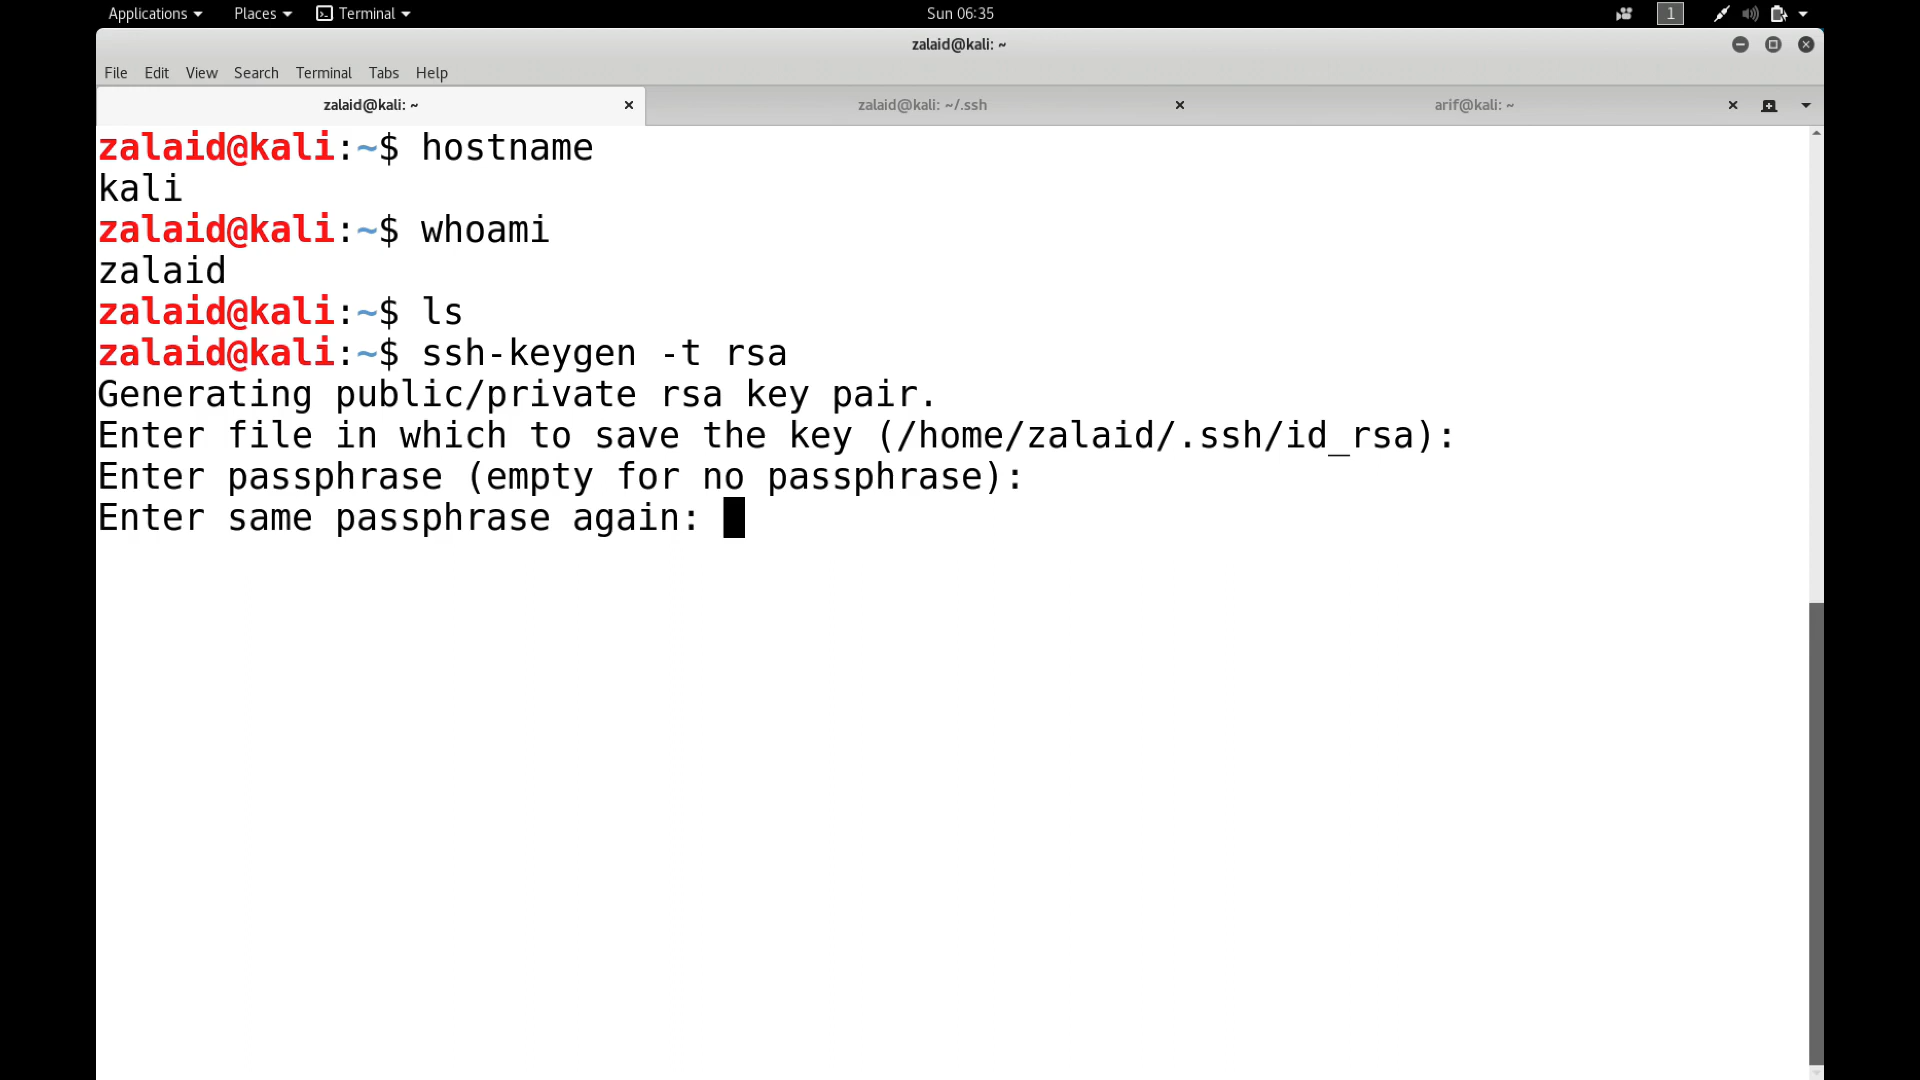 Applications Places Terminal Sun 06:35 1
zalaid@kali: ~
File Edit View Search Terminal Tabs Help
zalaid@kali: ~ zalaid@kali: ~/.ssh arif@kali: ~
zalaid@kali:~$ hostname
kali
zalaid@kali:~$ whoami
zalaid
zalaid@kali:~$ ls
zalaid@kali:~$ ssh-keygen -t rsa
Generating public/private rsa key pair.
Enter file in which to save the key (/home/zalaid/.ssh/id_rsa):
Enter passphrase (empty for no passphrase):
Enter same passphrase again: